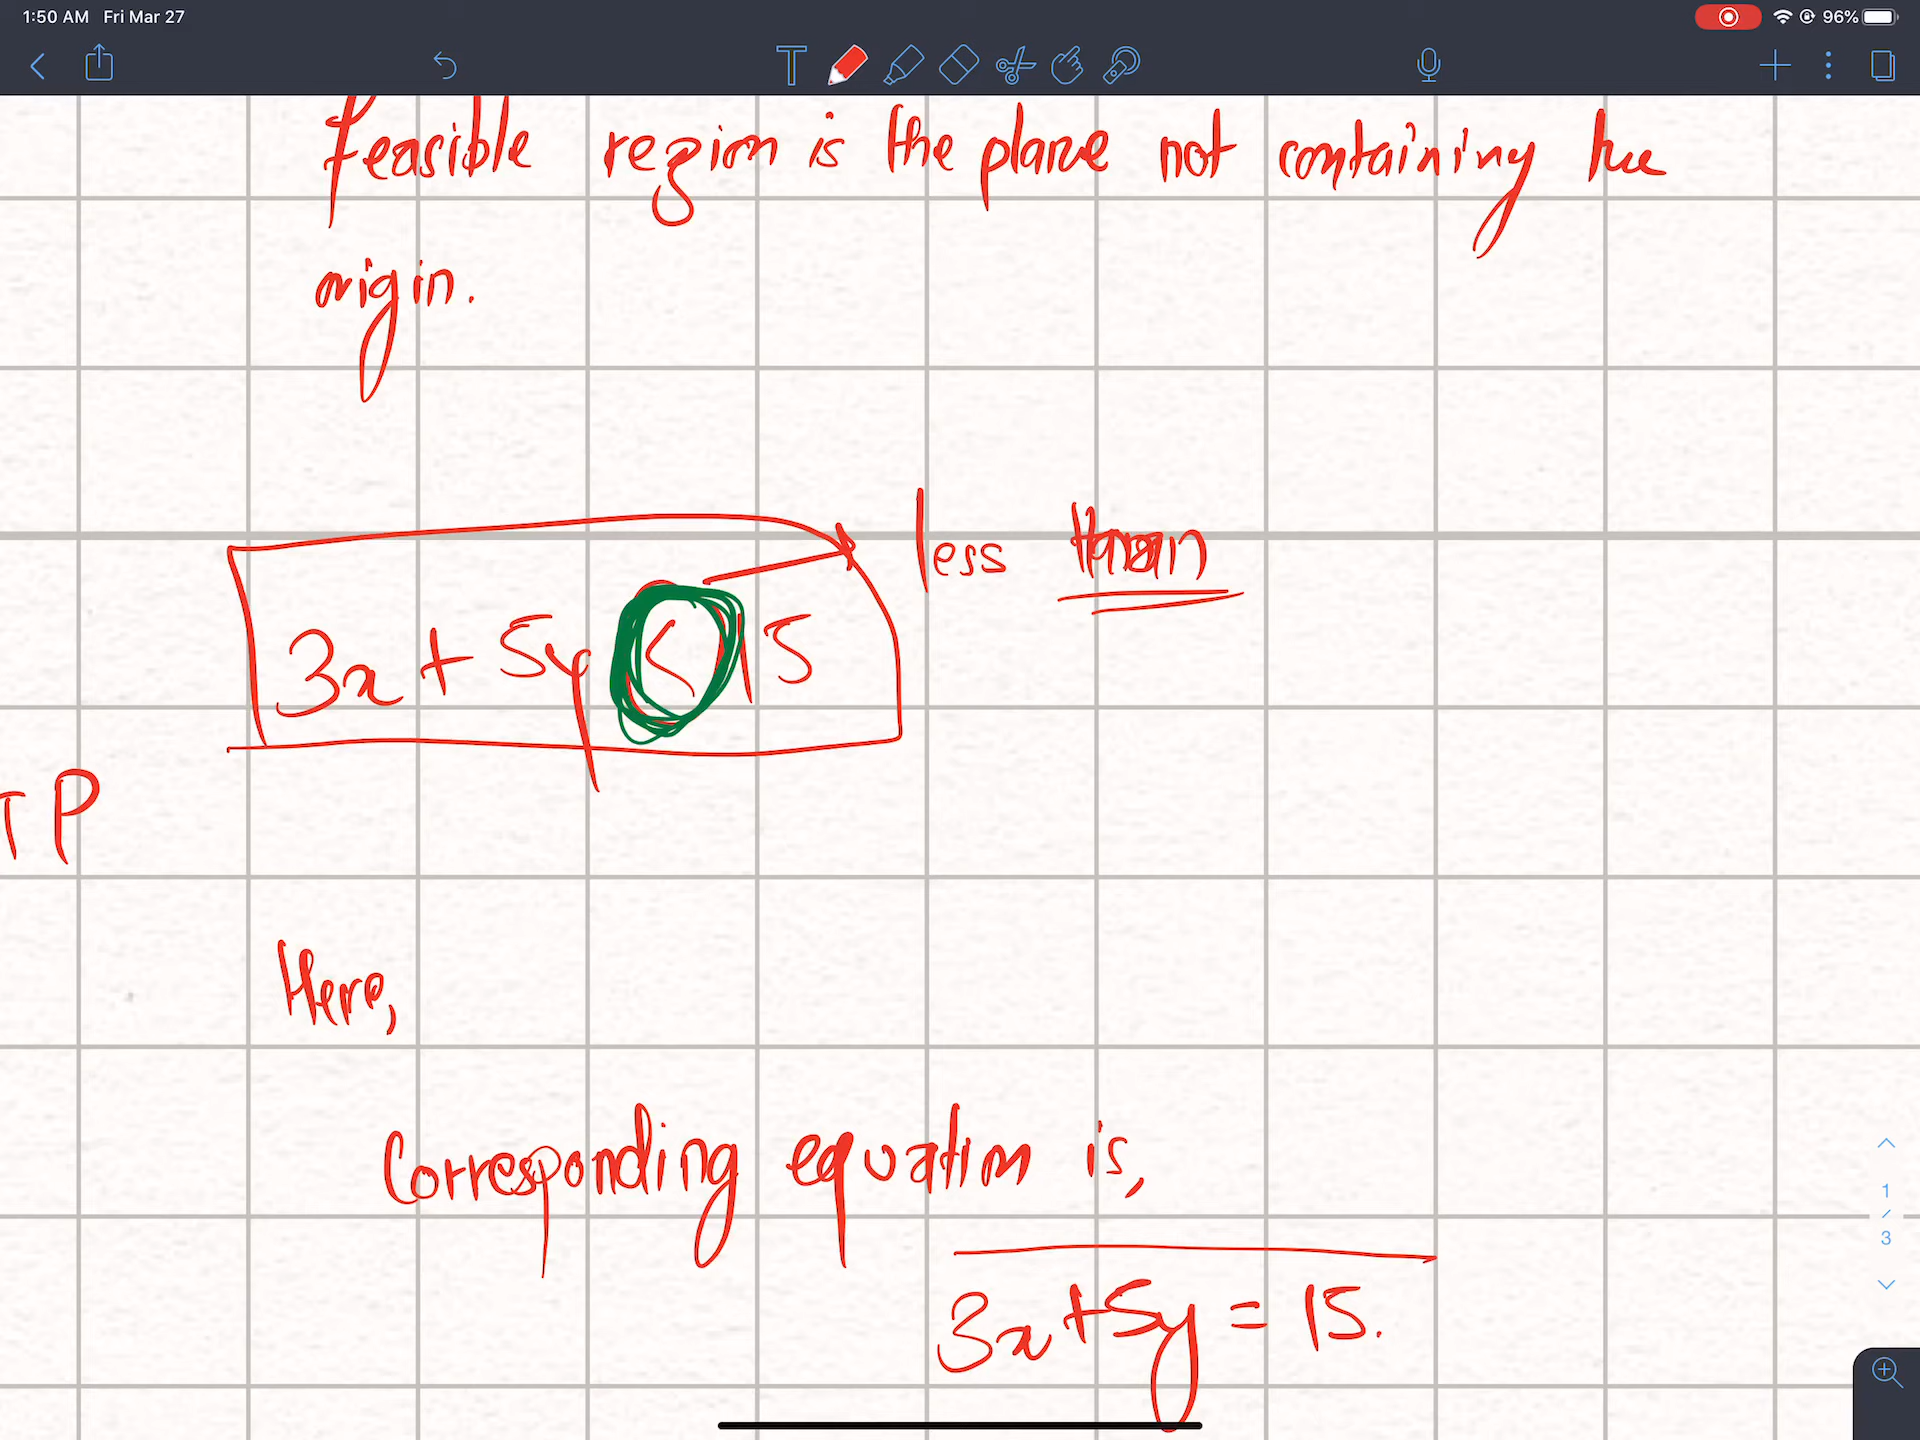 1:50 AM Fri Mar 27
96%
feasible region is the plane not containing the
origin.
less than
3x + 5y < 15
TP
Here,
Corresponding equation is,
3x + 5y = 15.
1
/
3